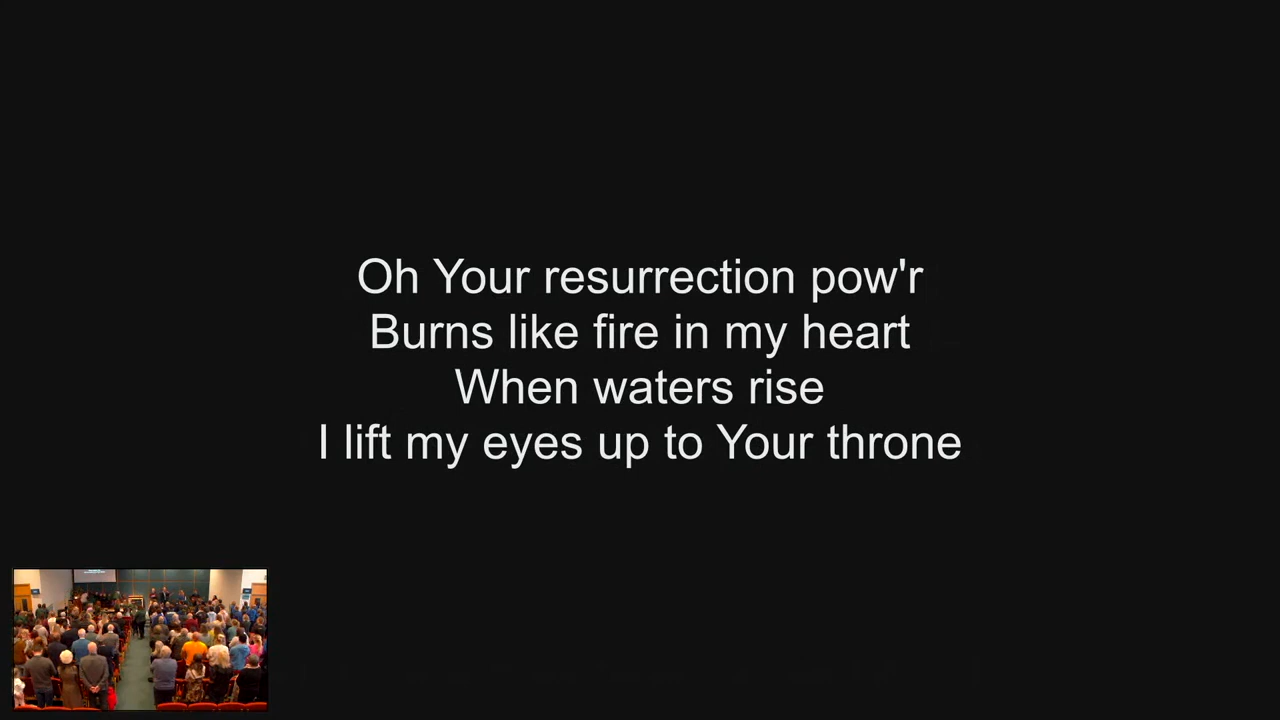 Oh Your resurrection pow'r
Burns like fire in my heart
When waters rise
I lift my eyes up to Your throne